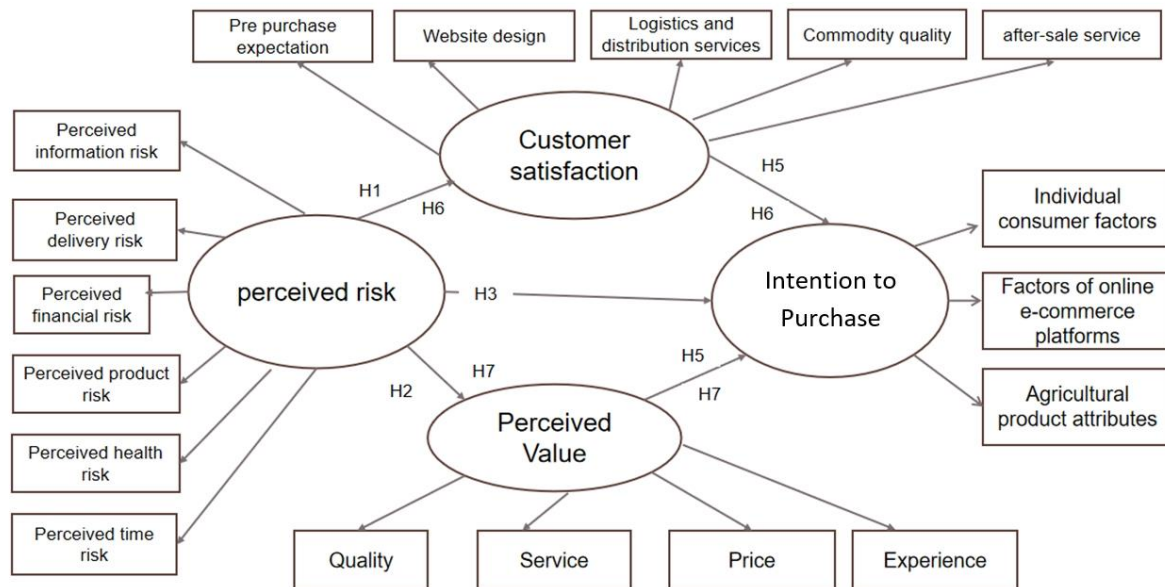 Pre purchase
expectation
Website design
Logistics and
distribution services
Commodity quality
after-sale service
Perceived
information risk
Customer
satisfaction
H1
H6
H5
H6
Individual
consumer factors
Perceived
delivery risk
perceived risk
H3
Intention to
Purchase
Perceived
financial risk
Factors of online
e-commerce
platforms
Perceived product
risk
H2
H7
H5
H7
Agricultural
product attributes
Perceived
Value
Perceived health
risk
Perceived time
risk
Quality
Service
Price
Experience